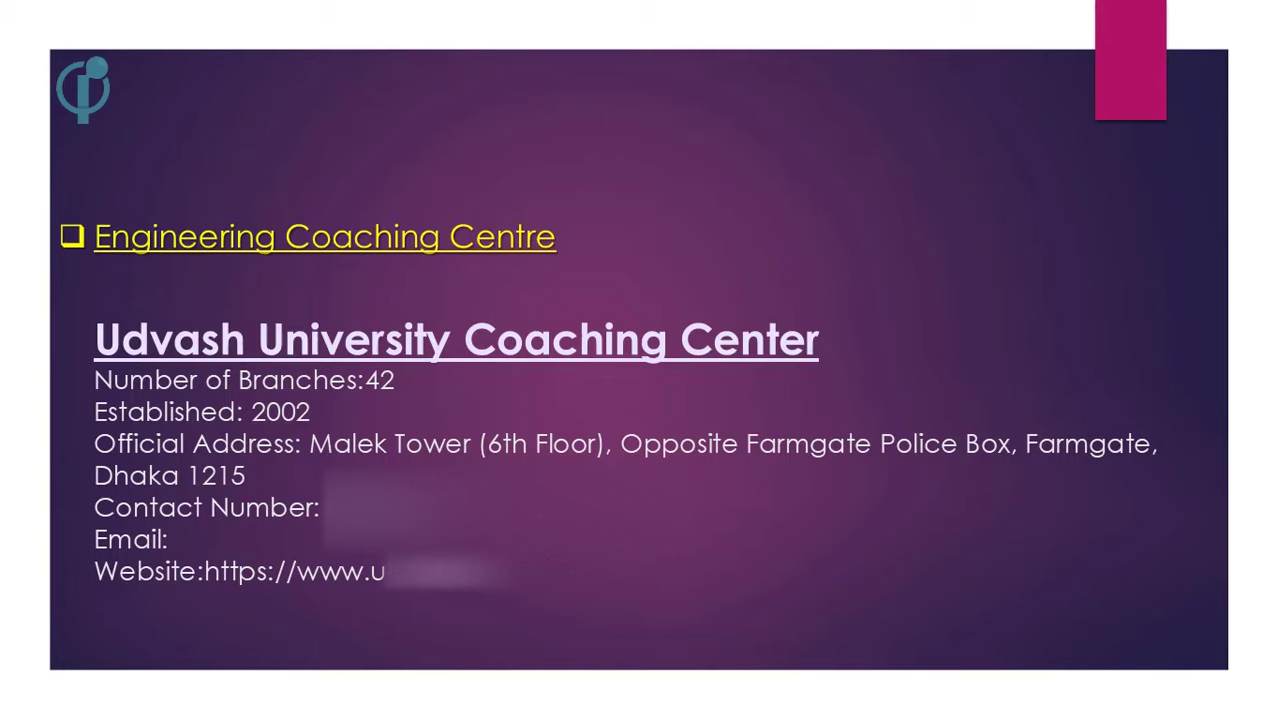 Engineering Coaching Centre
Udvash University Coaching Center
Number of Branches:42
Established: 2002
Official Address: Malek Tower (6th Floor), Opposite Farmgate Police Box, Farmgate,
Dhaka 1215
Contact Number:
Email:
Website:https://www.u